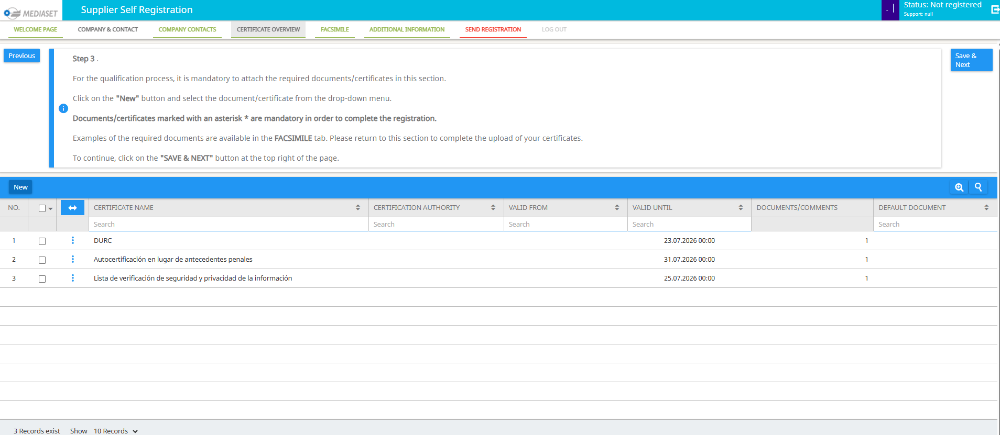 MEDIASET
Supplier Self Registration
Status: Not registered
Support: null
WELCOME PAGE
COMPANY & CONTACT
COMPANY CONTACTS
CERTIFICATE OVERVIEW
FACSIMILE
ADDITIONAL INFORMATION
SEND REGISTRATION
LOG OUT
Previous
Step 3 .
For the qualification process, it is mandatory to attach the required documents/certificates in this section.
Click on the "New" button and select the document/certificate from the drop-down menu.
Documents/certificates marked with an asterisk * are mandatory in order to complete the registration.
Examples of the required documents are available in the FACSIMILE tab. Please return to this section to complete the upload of your certificates.
To continue, click on the "SAVE & NEXT" button at the top right of the page.
Save &
Next
New
NO. CERTIFICATE NAME CERTIFICATION AUTHORITY VALID FROM VALID UNTIL DOCUMENTS/COMMENTS DEFAULT DOCUMENT
Search Search Search Search Search
1 DURC 23.07.2026 00:00 1
2 Autocertificación en lugar de antecedentes penales 31.07.2026 00:00 1
3 Lista de verificación de seguridad y privacidad de la información 25.07.2026 00:00 1
3 Records exist Show 10 Records